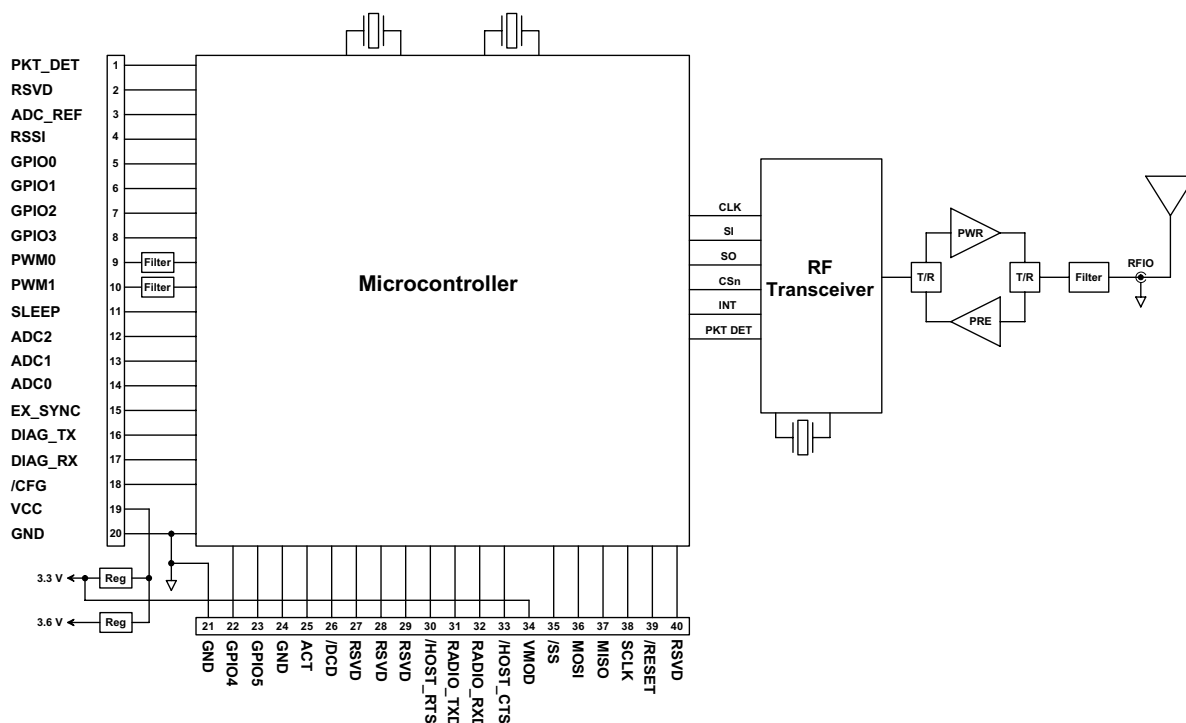 PKT_DET 1
RSVD 2
ADC_REF 3
RSSI 4
GPIO0 5
GPIO1 6
GPIO2 7
GPIO3 8
PWM0 9 Filter
PWM1 10 Filter
SLEEP 11
ADC2 12
ADC1 13
ADC0 14
EX_SYNC 15
DIAG_TX 16
DIAG_RX 17
/CFG 18
VCC 19
GND 20
3.3 V Reg
3.6 V Reg
Microcontroller
CLK
SI
SO
CSn
INT
PKT DET
RF
Transceiver
T/R
PWR
PRE
T/R
Filter
RFIO
21 GND
22 GPIO4
23 GPIO5
24 GND
25 ACT
26 /DCD
27 RSVD
28 RSVD
29 RSVD
30 /HOST_RTS
31 RADIO_TXD
32 RADIO_RXD
33 /HOST_CTS
34 VMOD
35 /SS
36 MOSI
37 MISO
38 SCLK
39 /RESET
40 RSVD